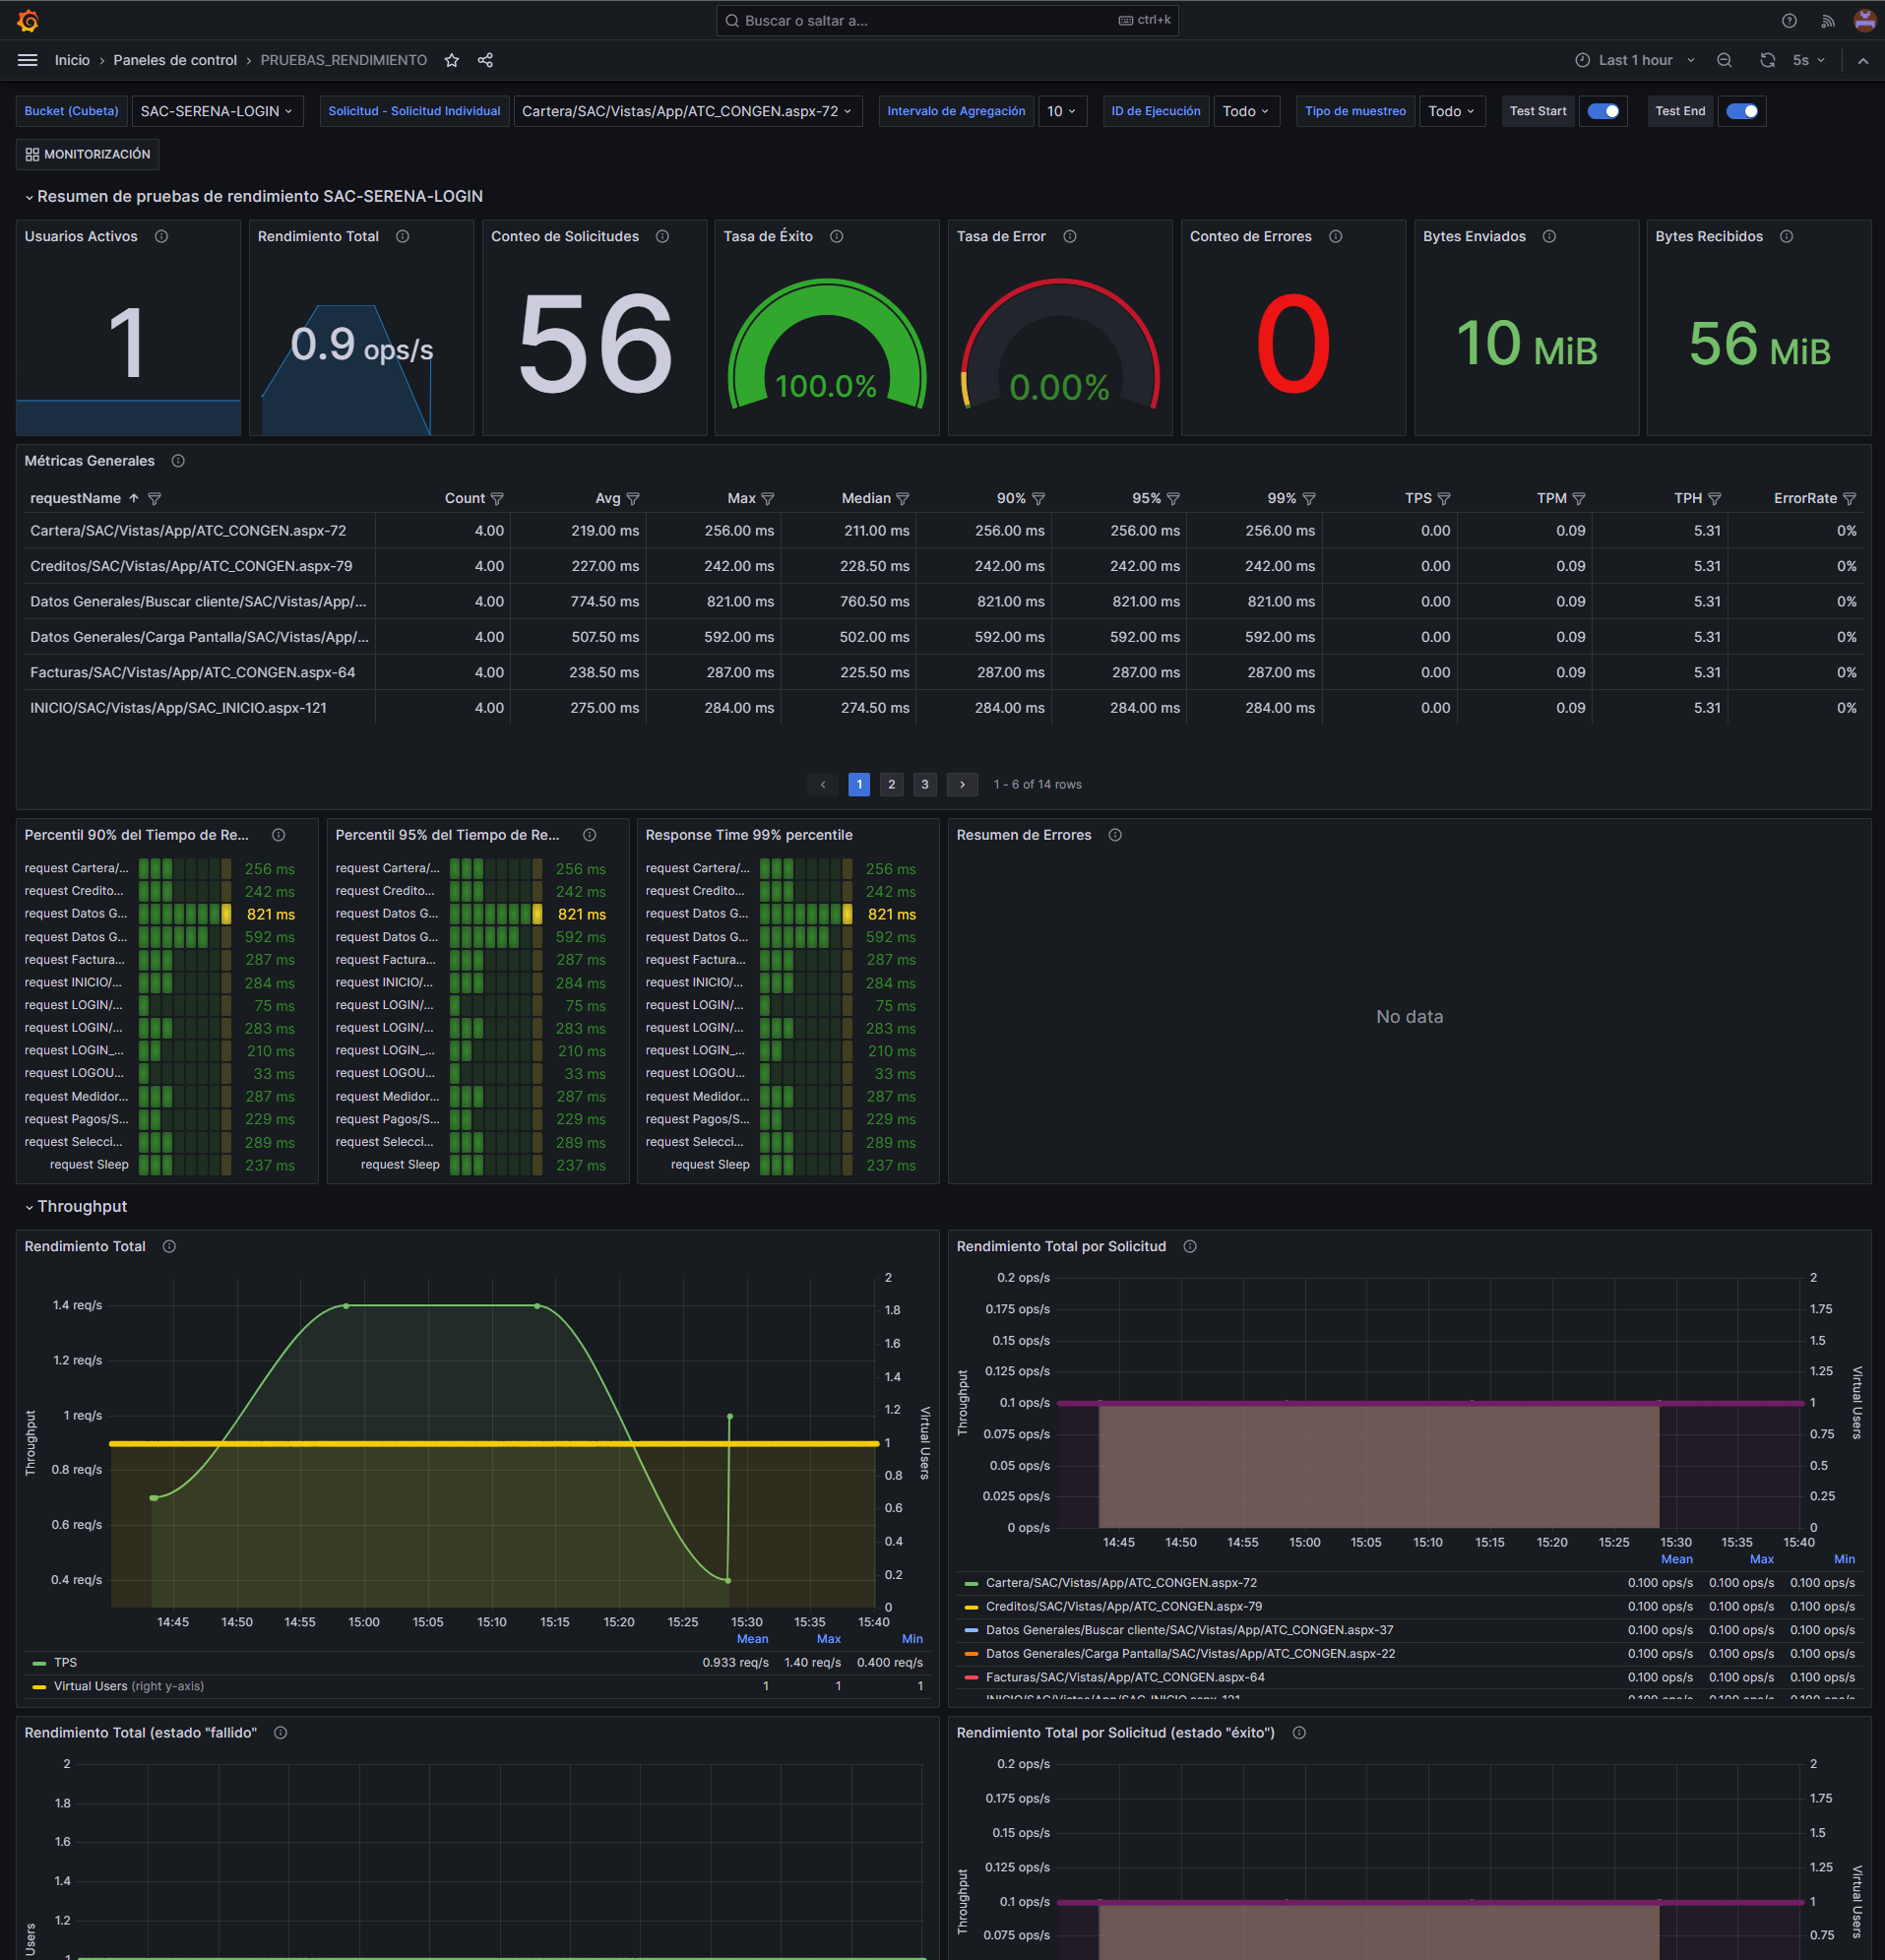 Buscar o saltar a... ctrl+k
Inicio › Paneles de control › PRUEBAS_RENDIMIENTO Last 1 hour 5s
Bucket (Cubeta) SAC-SERENA-LOGIN Solicitud - Solicitud Individual Cartera/SAC/Vistas/App/ATC_CONGEN.aspx-72 Intervalo de Agregación 10 ID de Ejecución Todo Tipo de muestreo Todo Test Start Test End
MONITORIZACIÓN
Resumen de pruebas de rendimiento SAC-SERENA-LOGIN
Usuarios Activos
1
Rendimiento Total
0.9 ops/s
Conteo de Solicitudes
56
Tasa de Éxito
100.0%
Tasa de Error
0.00%
Conteo de Errores
0
Bytes Enviados
10 MiB
Bytes Recibidos
56 MiB
Métricas Generales
requestName Count Avg Max Median 90% 95% 99% TPS TPM TPH ErrorRate
Cartera/SAC/Vistas/App/ATC_CONGEN.aspx-72 4.00 219.00 ms 256.00 ms 211.00 ms 256.00 ms 256.00 ms 256.00 ms 0.00 0.09 5.31 0%
Creditos/SAC/Vistas/App/ATC_CONGEN.aspx-79 4.00 227.00 ms 242.00 ms 228.50 ms 242.00 ms 242.00 ms 242.00 ms 0.00 0.09 5.31 0%
Datos Generales/Buscar cliente/SAC/Vistas/App/... 4.00 774.50 ms 821.00 ms 760.50 ms 821.00 ms 821.00 ms 821.00 ms 0.00 0.09 5.31 0%
Datos Generales/Carga Pantalla/SAC/Vistas/App/... 4.00 507.50 ms 592.00 ms 502.00 ms 592.00 ms 592.00 ms 592.00 ms 0.00 0.09 5.31 0%
Facturas/SAC/Vistas/App/ATC_CONGEN.aspx-64 4.00 238.50 ms 287.00 ms 225.50 ms 287.00 ms 287.00 ms 287.00 ms 0.00 0.09 5.31 0%
INICIO/SAC/Vistas/App/SAC_INICIO.aspx-121 4.00 275.00 ms 284.00 ms 274.50 ms 284.00 ms 284.00 ms 284.00 ms 0.00 0.09 5.31 0%
1 2 3 1 - 6 of 14 rows
Percentil 90% del Tiempo de Re...
request Cartera/... 256 ms
request Credito... 242 ms
request Datos G... 821 ms
request Datos G... 592 ms
request Factura... 287 ms
request INICIO/... 284 ms
request LOGIN/... 75 ms
request LOGIN/... 283 ms
request LOGIN_... 210 ms
request LOGOU... 33 ms
request Medidor... 287 ms
request Pagos/S... 229 ms
request Selecci... 289 ms
request Sleep 237 ms
Percentil 95% del Tiempo de Re...
request Cartera/... 256 ms
request Credito... 242 ms
request Datos G... 821 ms
request Datos G... 592 ms
request Factura... 287 ms
request INICIO/... 284 ms
request LOGIN/... 75 ms
request LOGIN/... 283 ms
request LOGIN_... 210 ms
request LOGOU... 33 ms
request Medidor... 287 ms
request Pagos/S... 229 ms
request Selecci... 289 ms
request Sleep 237 ms
Response Time 99% percentile
request Cartera/... 256 ms
request Credito... 242 ms
request Datos G... 821 ms
request Datos G... 592 ms
request Factura... 287 ms
request INICIO/... 284 ms
request LOGIN/... 75 ms
request LOGIN/... 283 ms
request LOGIN_... 210 ms
request LOGOU... 33 ms
request Medidor... 287 ms
request Pagos/S... 229 ms
request Selecci... 289 ms
request Sleep 237 ms
Resumen de Errores
No data
Throughput
Rendimiento Total
Throughput
1.4 req/s
1.2 req/s
1 req/s
0.8 req/s
0.6 req/s
0.4 req/s
2
1.8
1.6
1.4
1.2
1
0.8
0.6
0.4
0.2
0
Virtual Users
14:45 14:50 14:55 15:00 15:05 15:10 15:15 15:20 15:25 15:30 15:35 15:40
Mean Max Min
TPS 0.933 req/s 1.40 req/s 0.400 req/s
Virtual Users (right y-axis) 1 1 1
Rendimiento Total por Solicitud
Throughput
0.2 ops/s
0.175 ops/s
0.15 ops/s
0.125 ops/s
0.1 ops/s
0.075 ops/s
0.05 ops/s
0.025 ops/s
0 ops/s
2
1.75
1.5
1.25
1
0.75
0.5
0.25
0
Virtual Users
14:45 14:50 14:55 15:00 15:05 15:10 15:15 15:20 15:25 15:30 15:35 15:40
Mean Max Min
Cartera/SAC/Vistas/App/ATC_CONGEN.aspx-72 0.100 ops/s 0.100 ops/s 0.100 ops/s
Creditos/SAC/Vistas/App/ATC_CONGEN.aspx-79 0.100 ops/s 0.100 ops/s 0.100 ops/s
Datos Generales/Buscar cliente/SAC/Vistas/App/ATC_CONGEN.aspx-37 0.100 ops/s 0.100 ops/s 0.100 ops/s
Datos Generales/Carga Pantalla/SAC/Vistas/App/ATC_CONGEN.aspx-22 0.100 ops/s 0.100 ops/s 0.100 ops/s
Facturas/SAC/Vistas/App/ATC_CONGEN.aspx-64 0.100 ops/s 0.100 ops/s 0.100 ops/s
INICIO/SAC/Vistas/App/SAC_INICIO.aspx-121 0.100 ops/s 0.100 ops/s 0.100 ops/s
Rendimiento Total (estado "fallido"
2
1.8
1.6
1.4
1.2
1
Users
Rendimiento Total por Solicitud (estado "éxito")
Throughput
0.2 ops/s
0.175 ops/s
0.15 ops/s
0.125 ops/s
0.1 ops/s
0.075 ops/s
2
1.75
1.5
1.25
1
0.75
Virtual Users